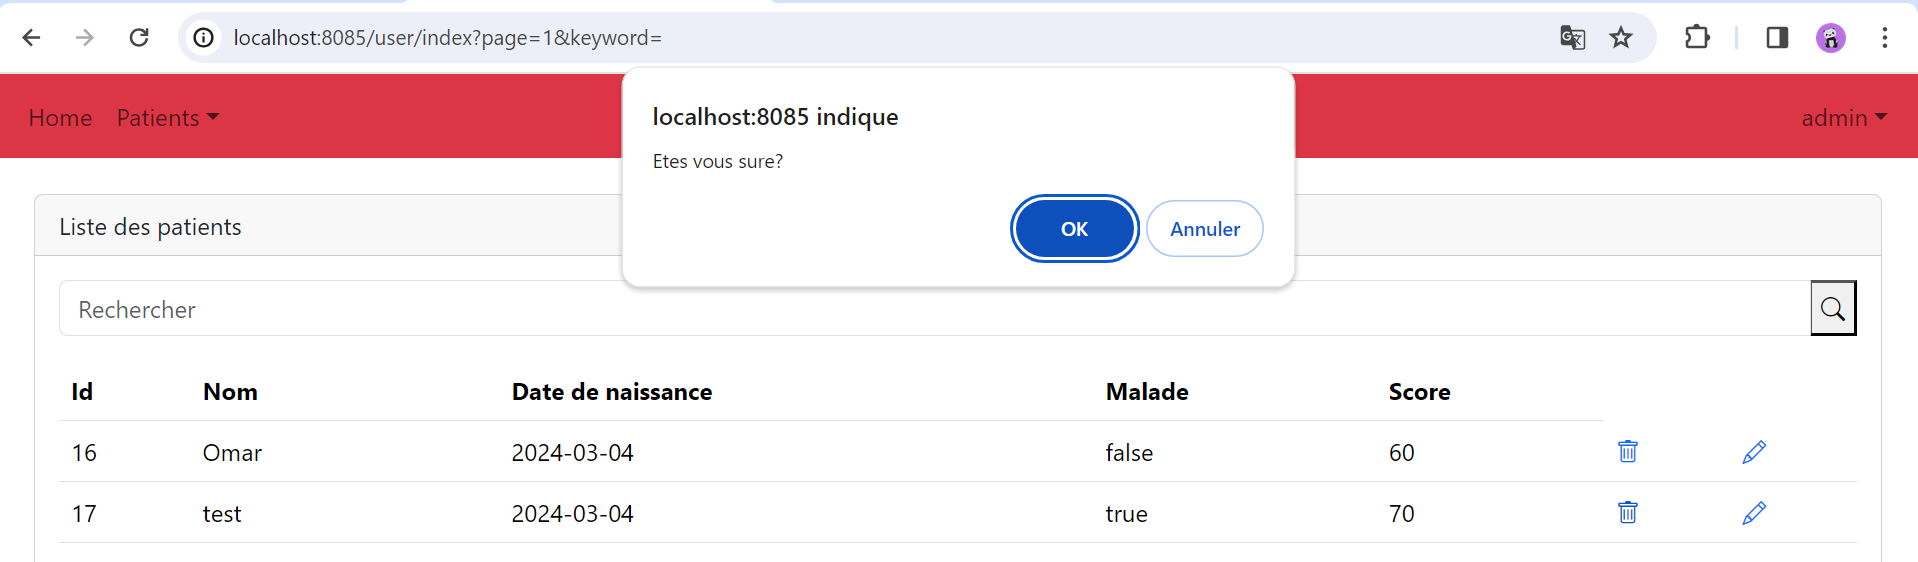 localhost:8085/user/index?page=1&keyword=
Home Patients admin
localhost:8085 indique
Etes vous sure?
OK Annuler
Liste des patients
Rechercher
Id Nom Date de naissance Malade Score
16 Omar 2024-03-04 false 60
17 test 2024-03-04 true 70